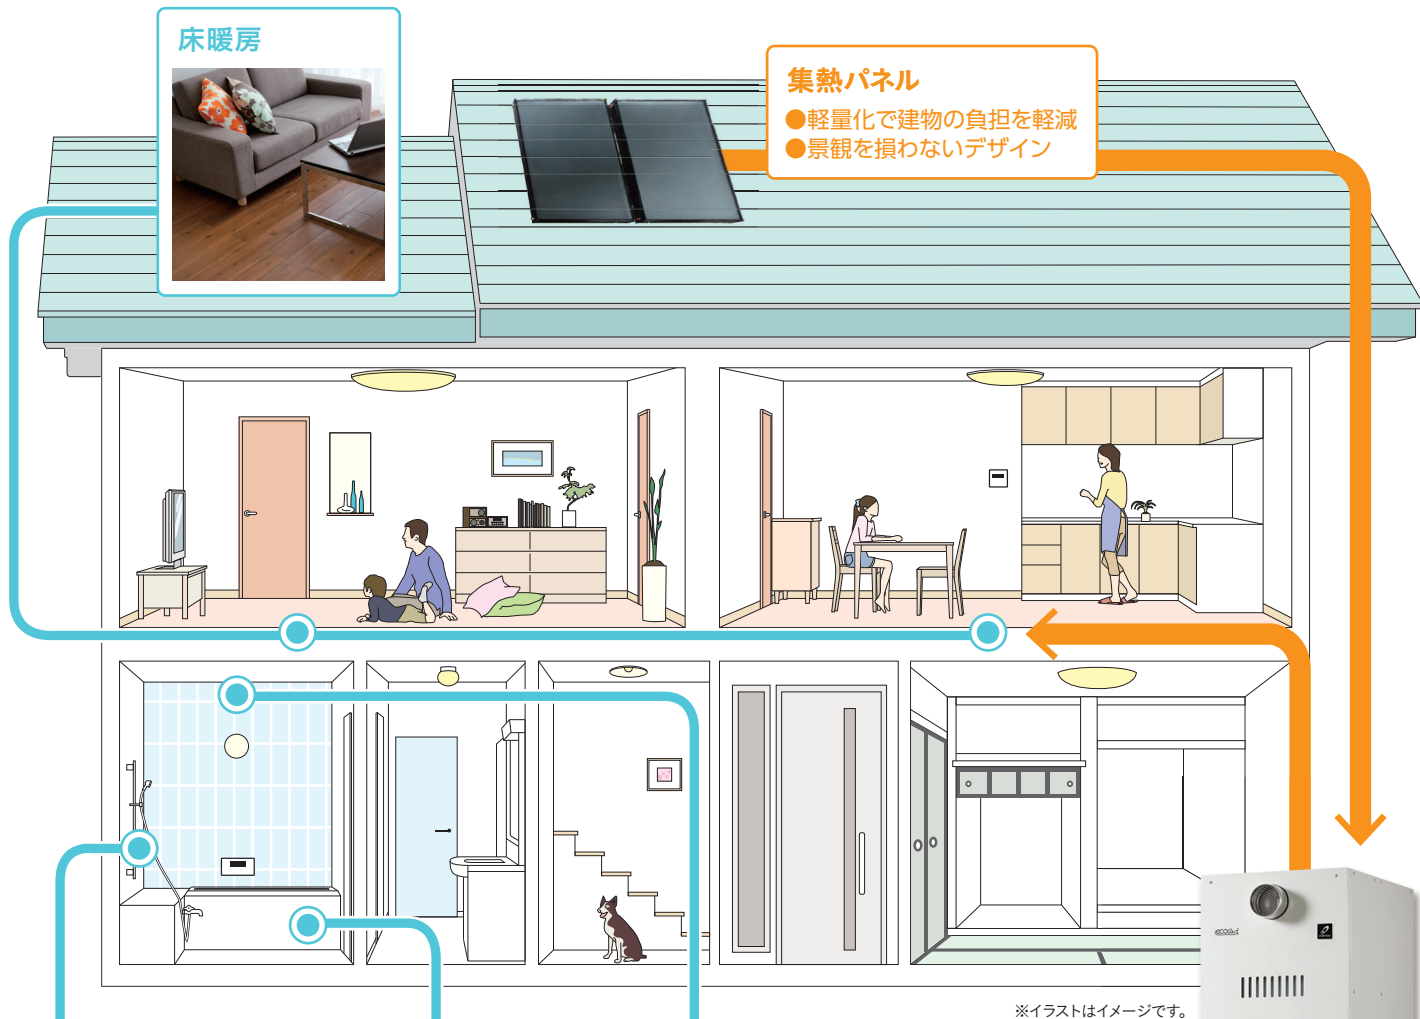 床暖房
集熱パネル
●軽量化で建物の負担を軽減
●景観を損わないデザイン
※イラストはイメージです。